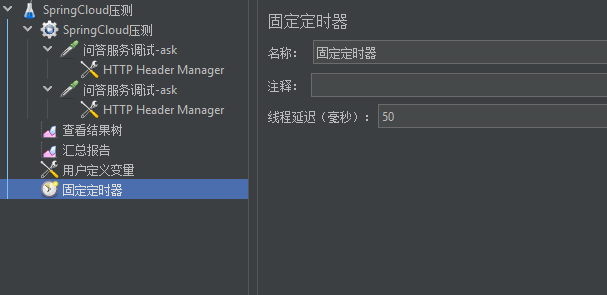 SpringCloud压测
SpringCloud压测
问答服务调试-ask
HTTP Header Manager
问答服务调试-ask
HTTP Header Manager
查看结果树
汇总报告
用户定义变量
固定定时器
固定定时器
名称： 固定定时器
注释：
线程延迟（毫秒）： 50